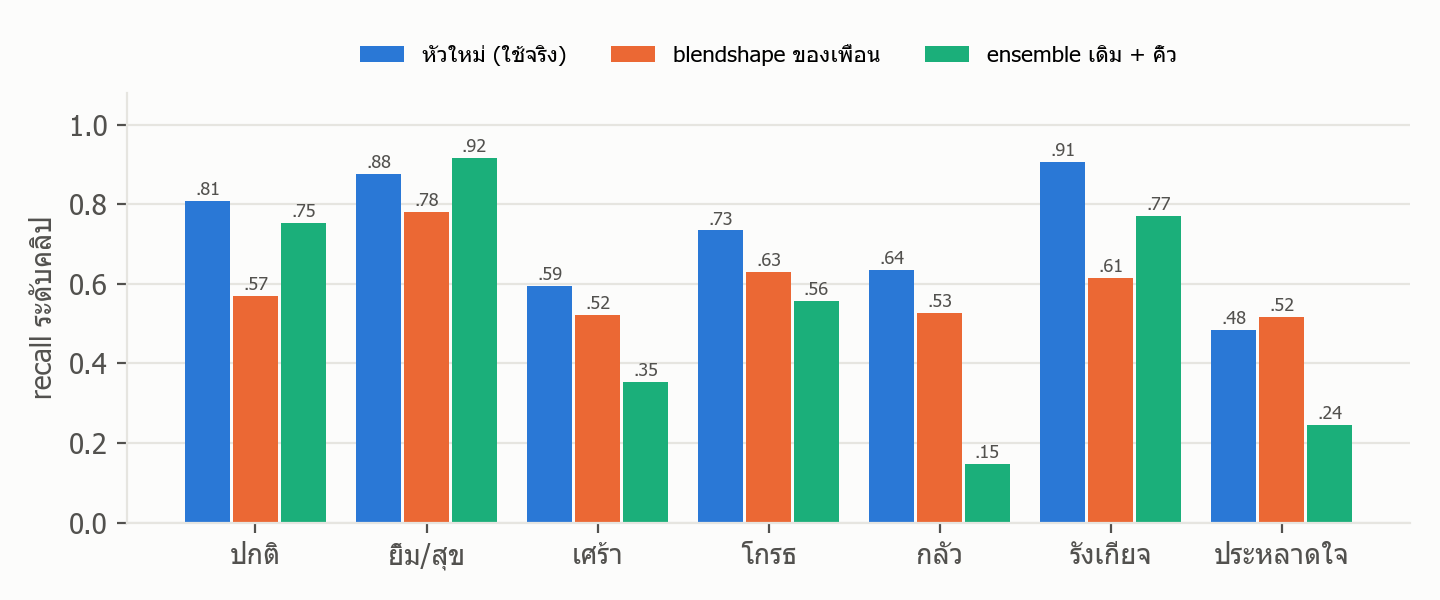 หัวใหม่ (ใช้จริง) blendshape ของเพื่อน ensemble เดิม + คิ้ว
recall ระดับคลิป
1.0
0.8
0.6
0.4
0.2
0.0
.81 .57 .75
.88 .78 .92
.59 .52 .35
.73 .63 .56
.64 .53 .15
.91 .61 .77
.48 .52 .24
ปกติ ยิ้ม/สุข เศร้า โกรธ กลัว รังเกียจ ประหลาดใจ